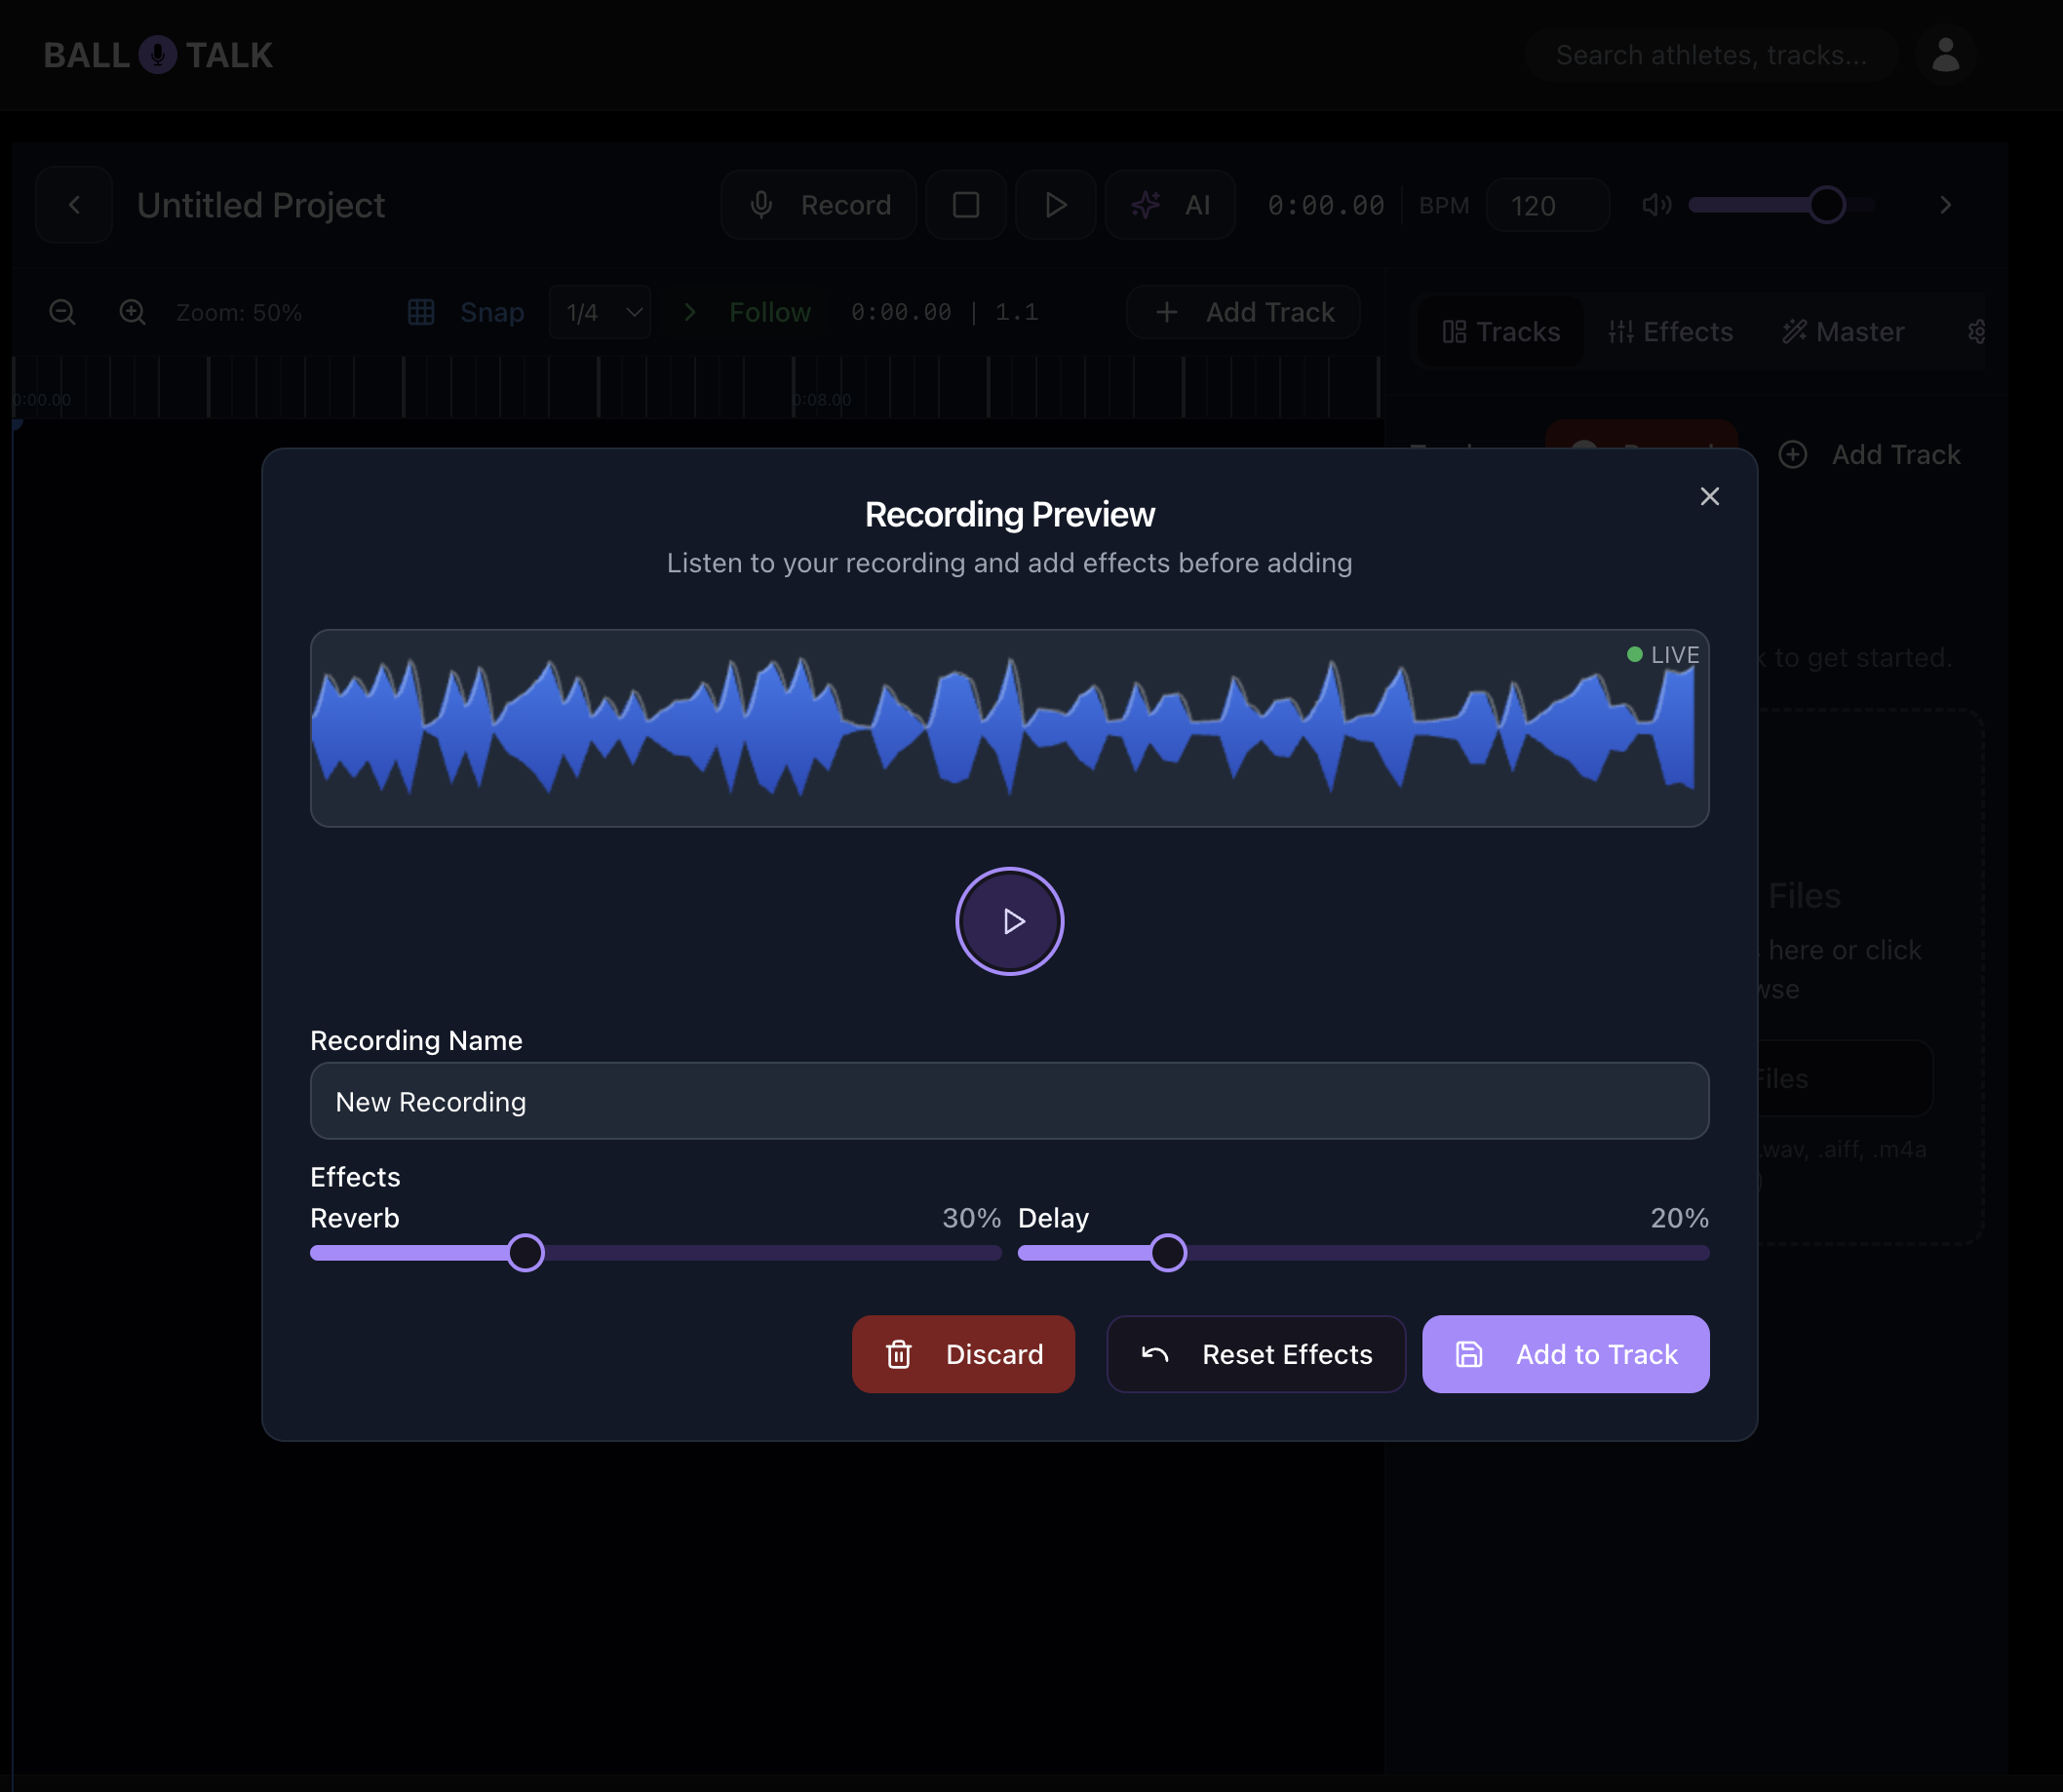 BALL TALK
Search athletes, tracks...
Untitled Project
Record
AI
0:00.00
BPM
120
Zoom: 50%
Snap
1/4
Follow
0:00.00 | 1.1
Add Track
Tracks
Effects
Master
0:00.00
0:08.00
Add Track
Recording Preview
Listen to your recording and add effects before adding
LIVE
to get started.
Files
here or click
Recording Name
New Recording
Files
.wav, .aiff, .m4a
Effects
Reverb
30%
Delay
20%
Discard
Reset Effects
Add to Track